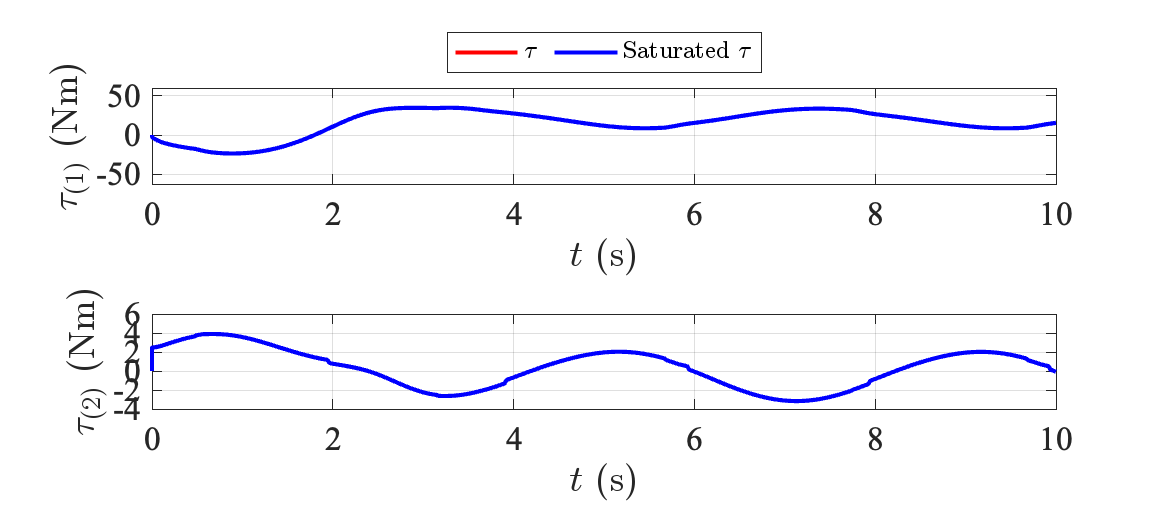 τ Saturated τ
τ(1) (Nm)
50
0
-50
0 2 4 6 8 10
t (s)
τ(2) (Nm)
6
4
2
0
-2
-4
0 2 4 6 8 10
t (s)